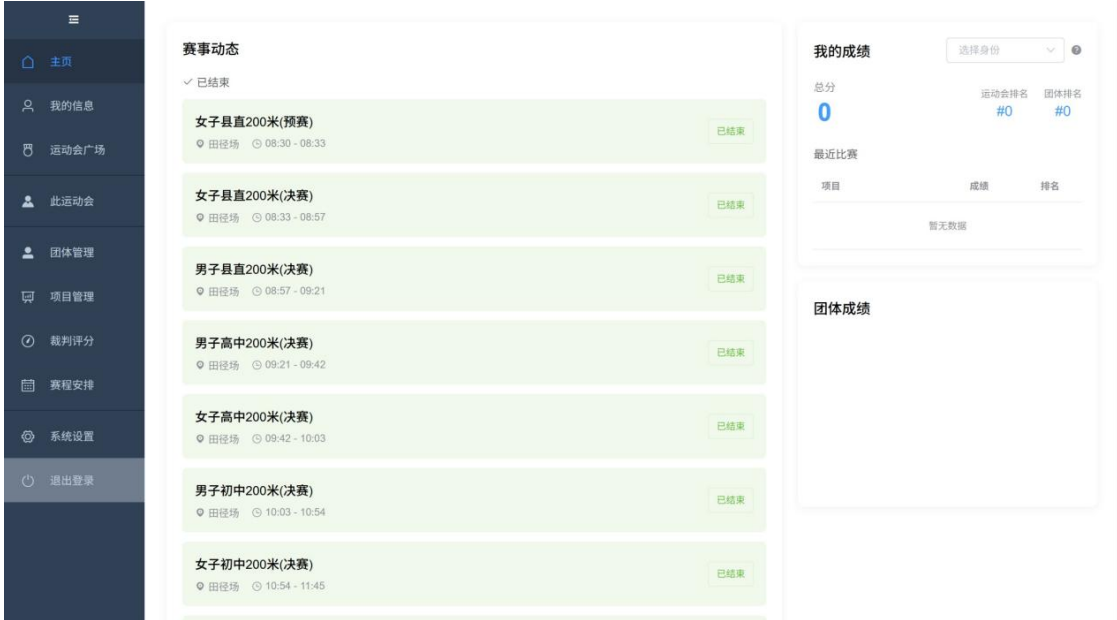 主页
我的信息
运动会广场
此运动会
团体管理
项目管理
裁判评分
赛程安排
系统设置
退出登录
赛事动态
已结束
女子县直200米(预赛)
田径场 08:30 - 08:33
已结束
女子县直200米(决赛)
田径场 08:33 - 08:57
已结束
男子县直200米(决赛)
田径场 08:57 - 09:21
已结束
男子高中200米(决赛)
田径场 09:21 - 09:42
已结束
女子高中200米(决赛)
田径场 09:42 - 10:03
已结束
男子初中200米(决赛)
田径场 10:03 - 10:54
已结束
女子初中200米(决赛)
田径场 10:54 - 11:45
已结束
我的成绩 选择身份
总分 运动会排名 团体排名
0 #0 #0
最近比赛
项目 成绩 排名
暂无数据
团体成绩